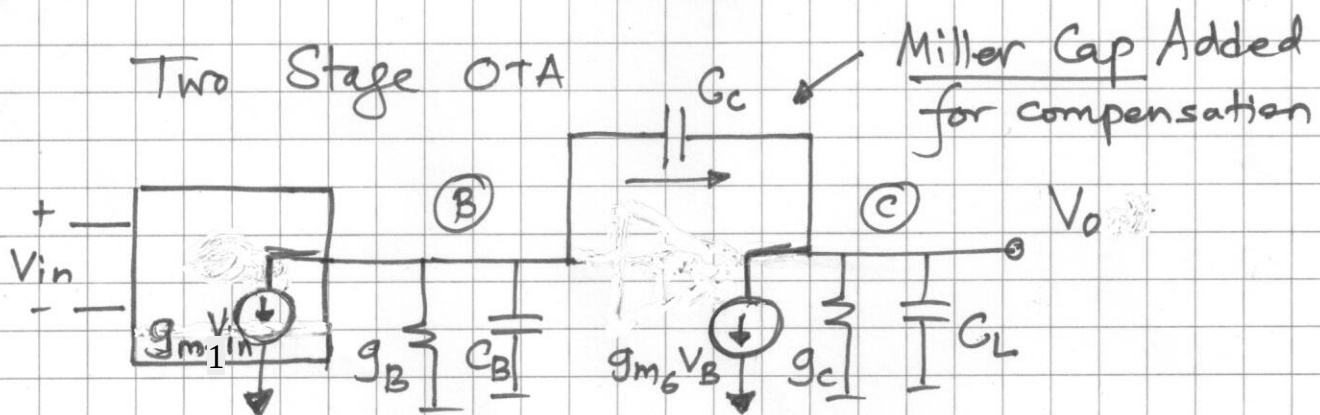 Two Stage OTA
Miller Cap Added
for compensation
Cc
B
C
Vo
+
Vin
-
gm1Vin
gB
CB
gm6VB
gc
CL